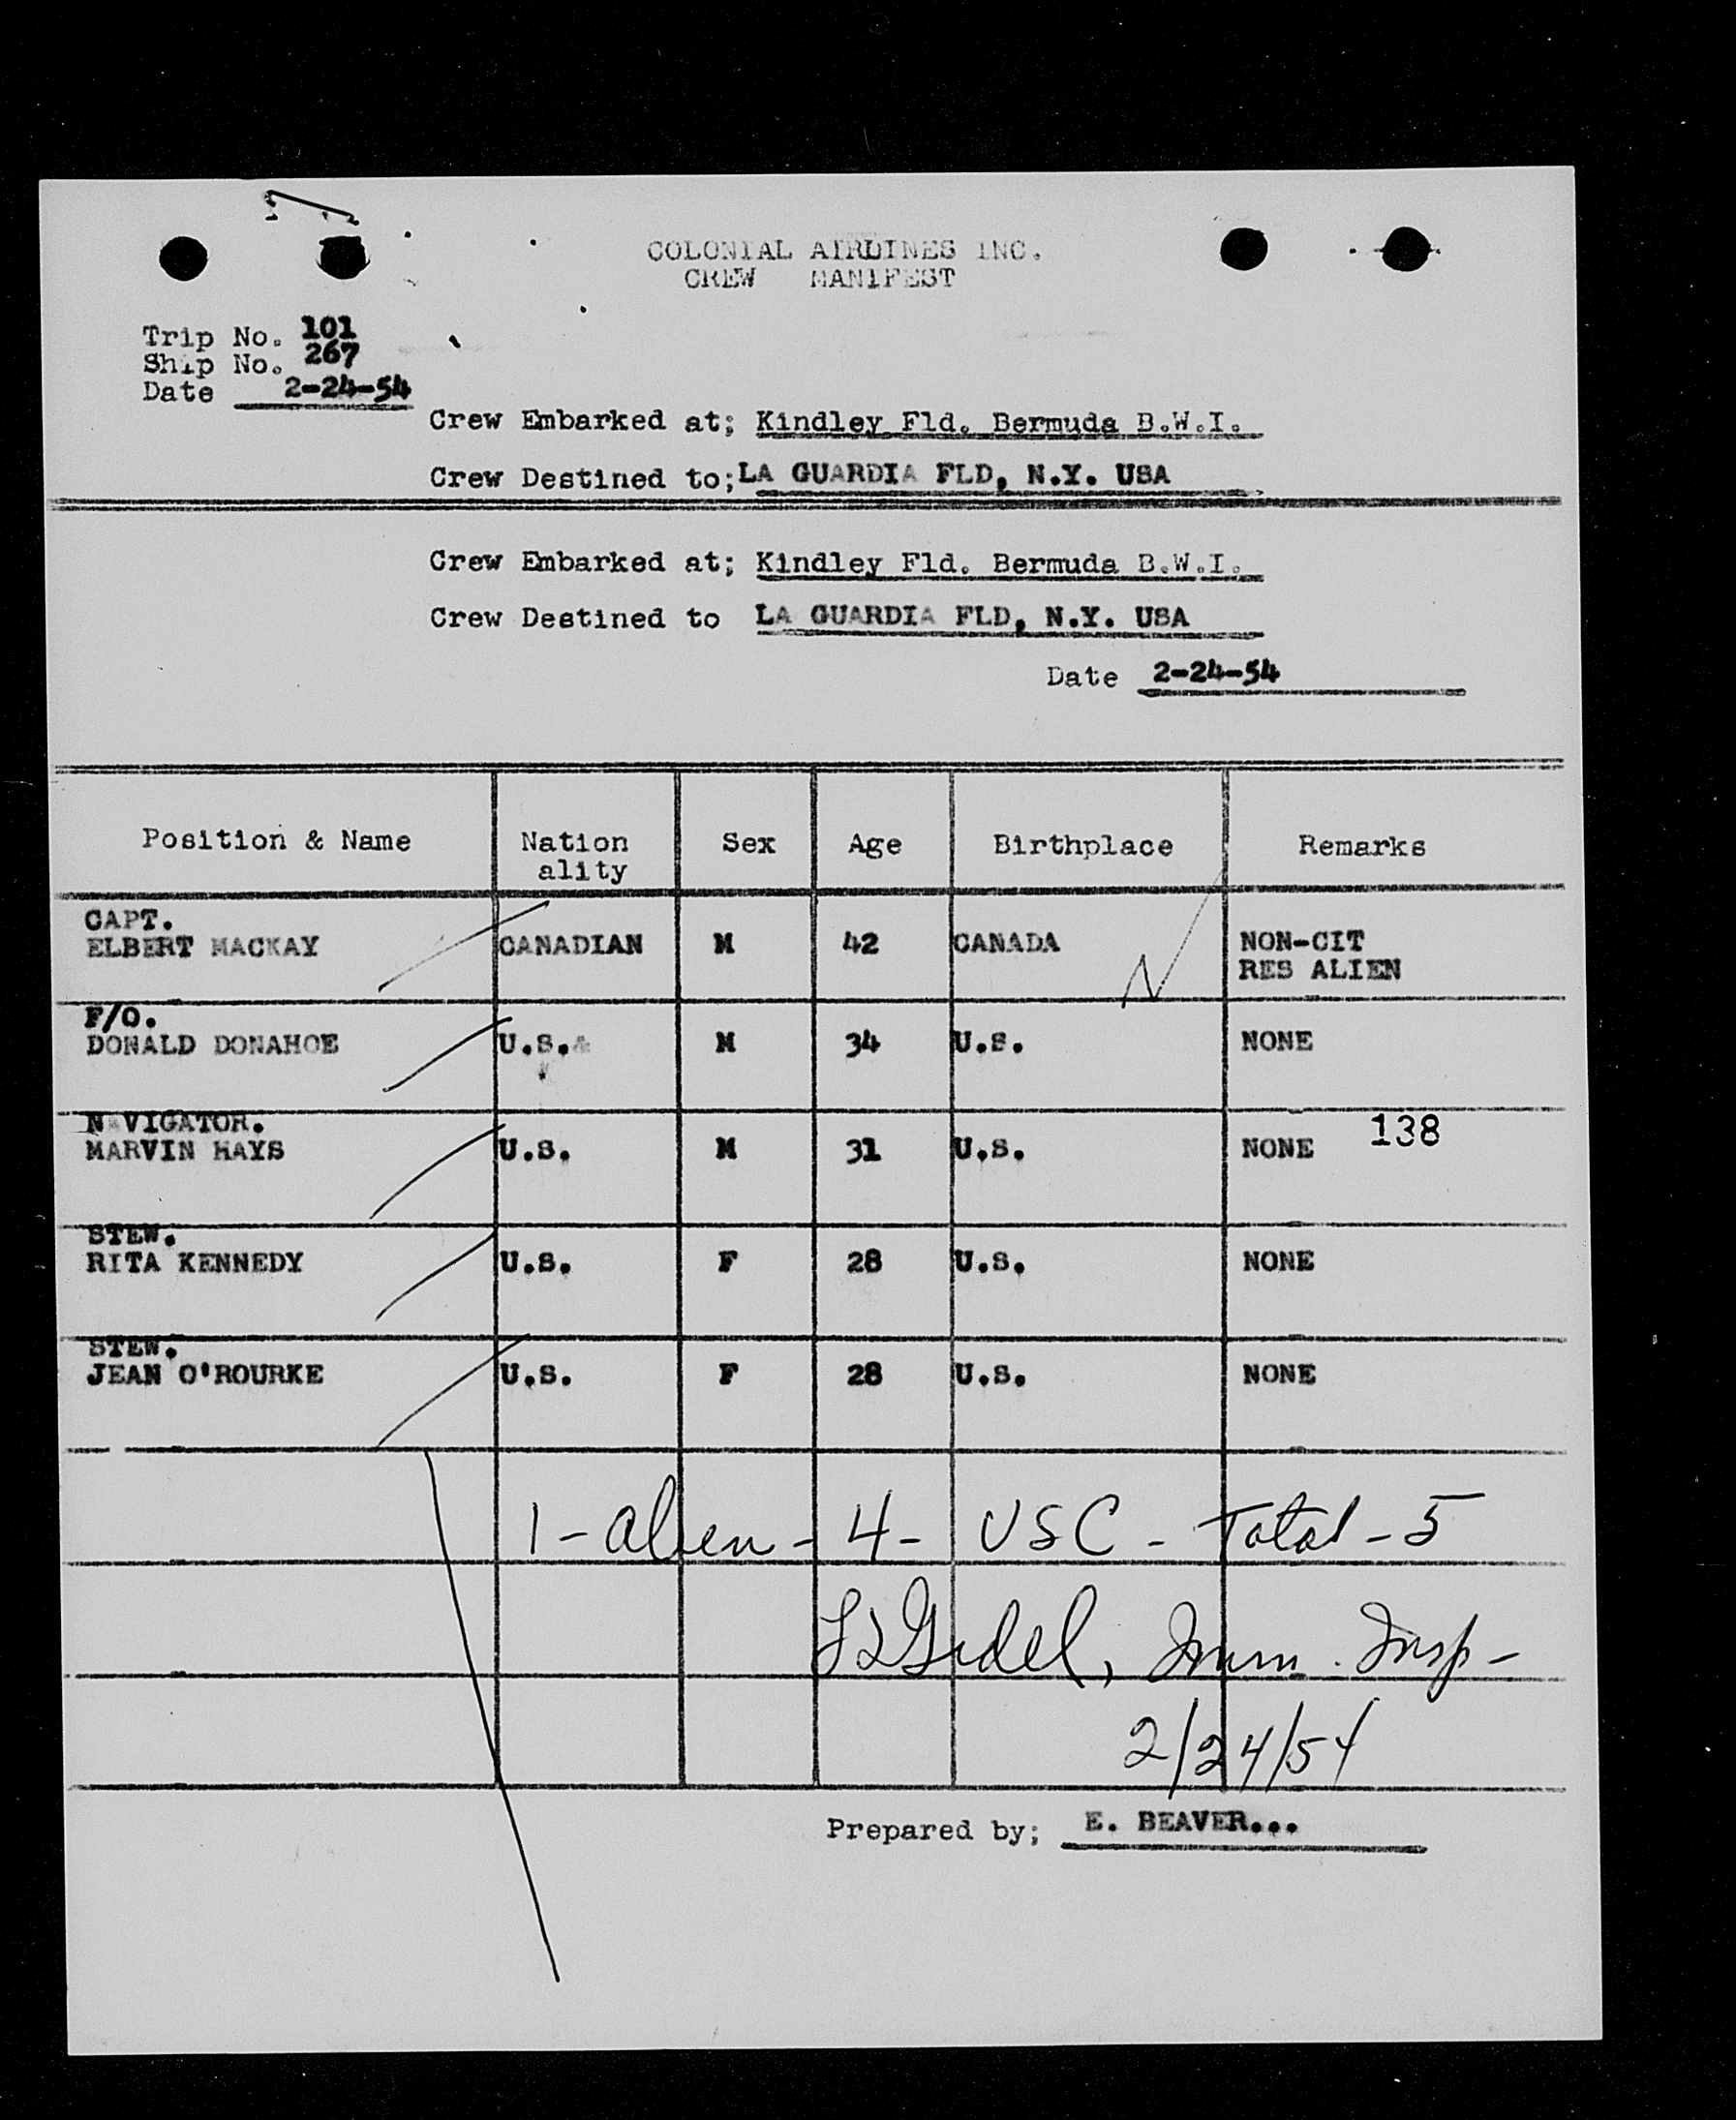 COLONIAL AIRLINES INC.
CREW MANIFEST
Trip No. 101
Ship No. 267
Date 2-24-54
Crew Embarked at; Kindley Fld. Bermuda B.W.I.
Crew Destined to; LA GUARDIA FLD, N.Y. USA
Crew Embarked at; Kindley Fld. Bermuda B.W.I.
Crew Destined to LA GUARDIA FLD, N.Y. USA
Date 2-24-54
Position & Name Nation ality Sex Age Birthplace Remarks
CAPT.
ELBERT MACKAY CANADIAN M 42 CANADA NON-CIT
RES ALIEN
F/O.
DONALD DONAHOE U.S. M 34 U.S. NONE
NAVIGATOR.
138
MARVIN HAYS U.S. M 31 U.S. NONE
STEW.
RITA KENNEDY U.S. F 28 U.S. NONE
STEW.
JEAN O'ROURKE U.S. F 28 U.S. NONE
1 - alien - 4 - USC - Total - 5
Imm. Insp -
2/24/54
Prepared by; E. BEAVER...